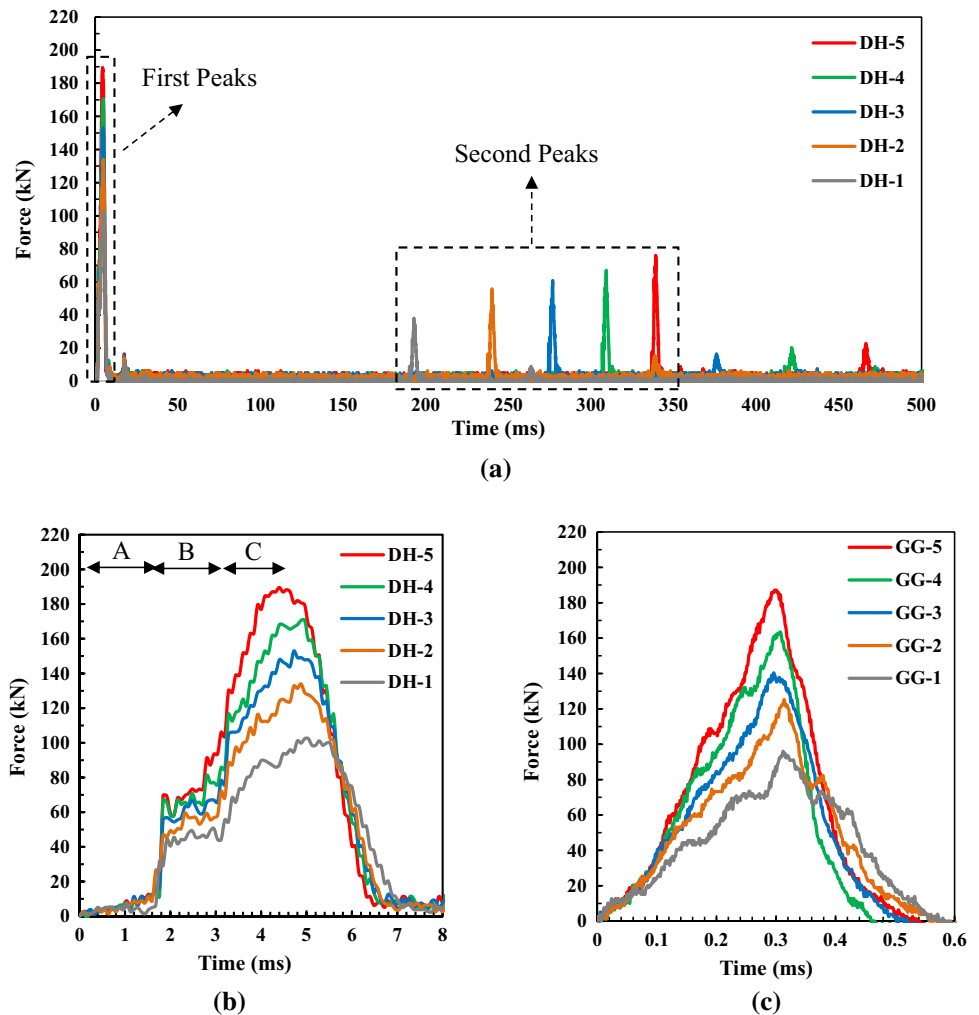 220
200
180
160
140
120
100
80
60
40
20
0
Force (kN)
First Peaks
Second Peaks
DH-5
DH-4
DH-3
DH-2
DH-1
0 50 100 150 200 250 300 350 400 450 500
Time (ms)
(a)
220
200
180
160
140
120
100
80
60
40
20
0
Force (kN)
A B C
DH-5
DH-4
DH-3
DH-2
DH-1
0 1 2 3 4 5 6 7 8
Time (ms)
(b)
220
200
180
160
140
120
100
80
60
40
20
0
Force (kN)
GG-5
GG-4
GG-3
GG-2
GG-1
0 0.1 0.2 0.3 0.4 0.5 0.6
Time (ms)
(c)